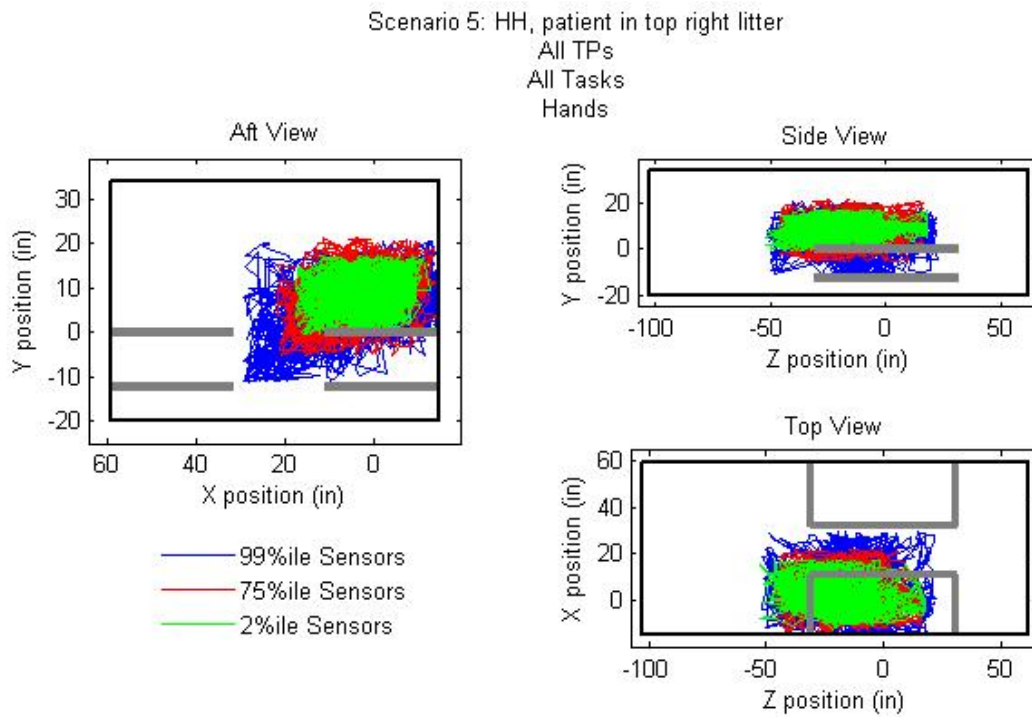 Scenario 5: HH, patient in top right litter
All TPs
All Tasks
Hands
Aft View
30
20
10
0
-10
-20
Y position (in)
60 40 20 0
X position (in)
99%ile Sensors
75%ile Sensors
2%ile Sensors
Side View
20
0
-20
Y position (in)
-100 -50 0 50
Z position (in)
Top View
60
40
20
0
X position (in)
-100 -50 0 50
Z position (in)